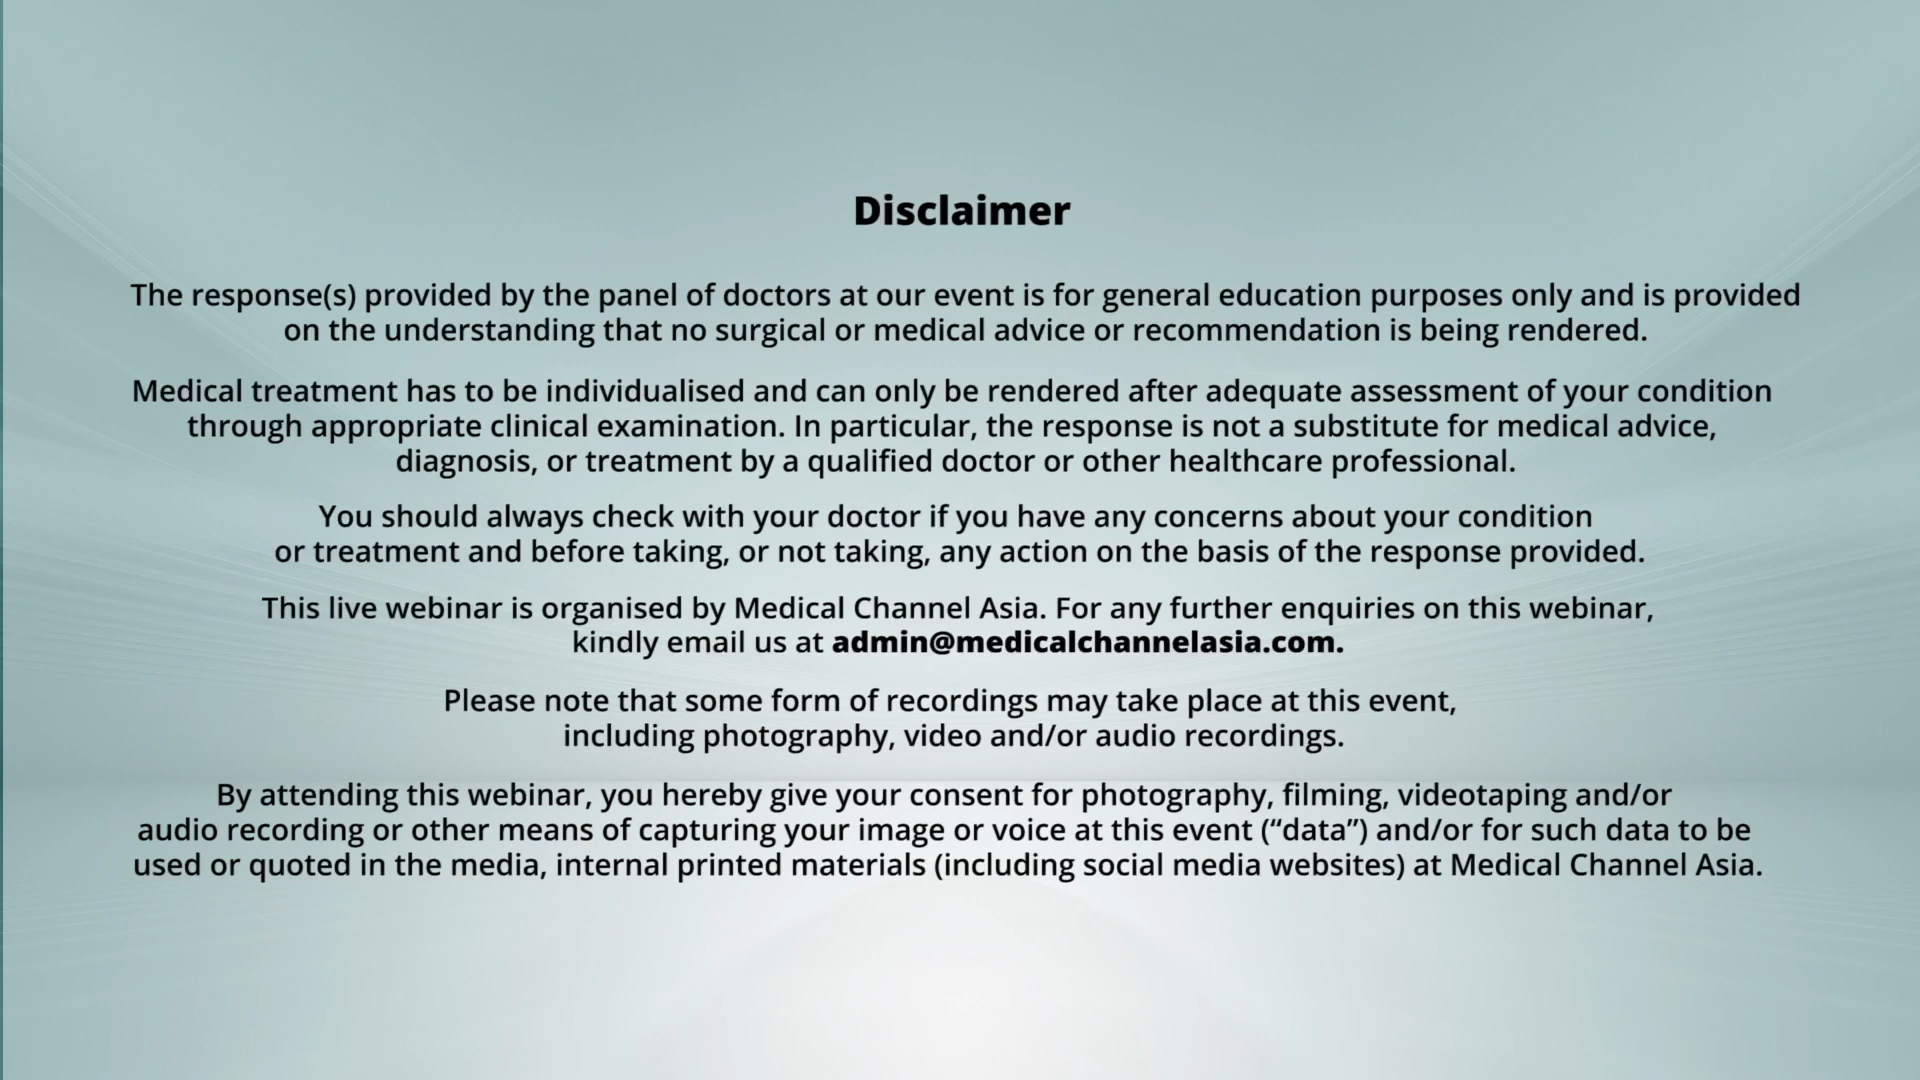 Disclaimer
The response(s) provided by the panel of doctors at our event is for general education purposes only and is provided
on the understanding that no surgical or medical advice or recommendation is being rendered.
Medical treatment has to be individualised and can only be rendered after adequate assessment of your condition
through appropriate clinical examination. In particular, the response is not a substitute for medical advice,
diagnosis, or treatment by a qualified doctor or other healthcare professional.
You should always check with your doctor if you have any concerns about your condition
or treatment and before taking, or not taking, any action on the basis of the response provided.
This live webinar is organised by Medical Channel Asia. For any further enquiries on this webinar,
kindly email us at admin@medicalchannelasia.com.
Please note that some form of recordings may take place at this event,
including photography, video and/or audio recordings.
By attending this webinar, you hereby give your consent for photography, filming, videotaping and/or
audio recording or other means of capturing your image or voice at this event (“data”) and/or for such data to be
used or quoted in the media, internal printed materials (including social media websites) at Medical Channel Asia.